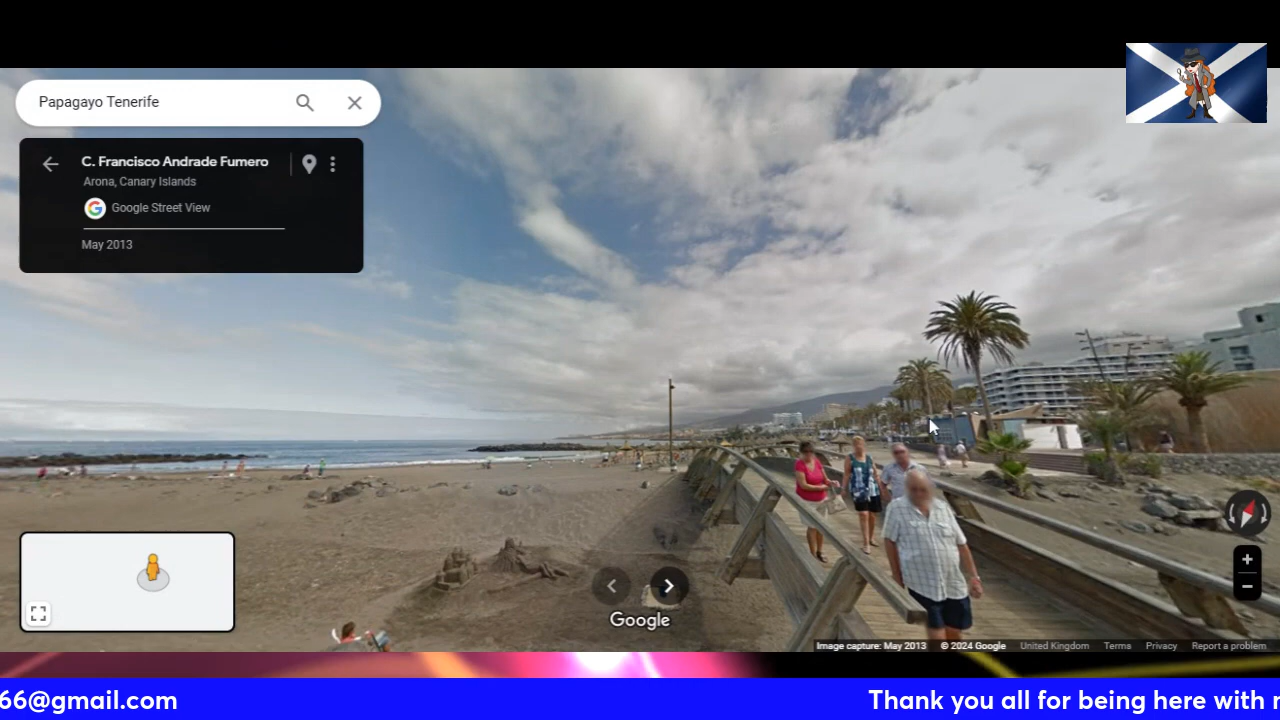 Papagayo Tenerife
C. Francisco Andrade Fumero
Arona, Canary Islands
Google Street View
May 2013
Google
Image capture: May 2013 © 2024 Google United Kingdom Terms Privacy Report a problem
66@gmail.com
Thank you all for being here with